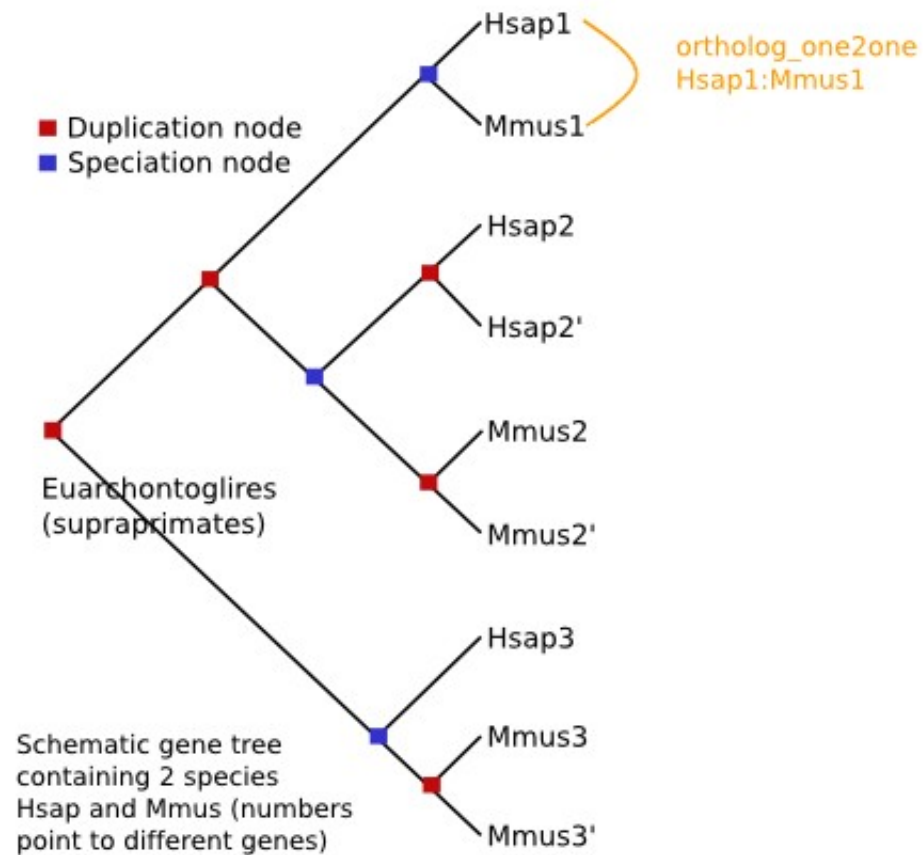 Hsap1
ortholog_one2one
Hsap1:Mmus1
Mmus1
Duplication node
Speciation node
Hsap2
Hsap2'
Mmus2
Euarchontoglires
(supraprimates)
Mmus2'
Hsap3
Schematic gene tree
containing 2 species
Hsap and Mmus (numbers
point to different genes)
Mmus3
Mmus3'